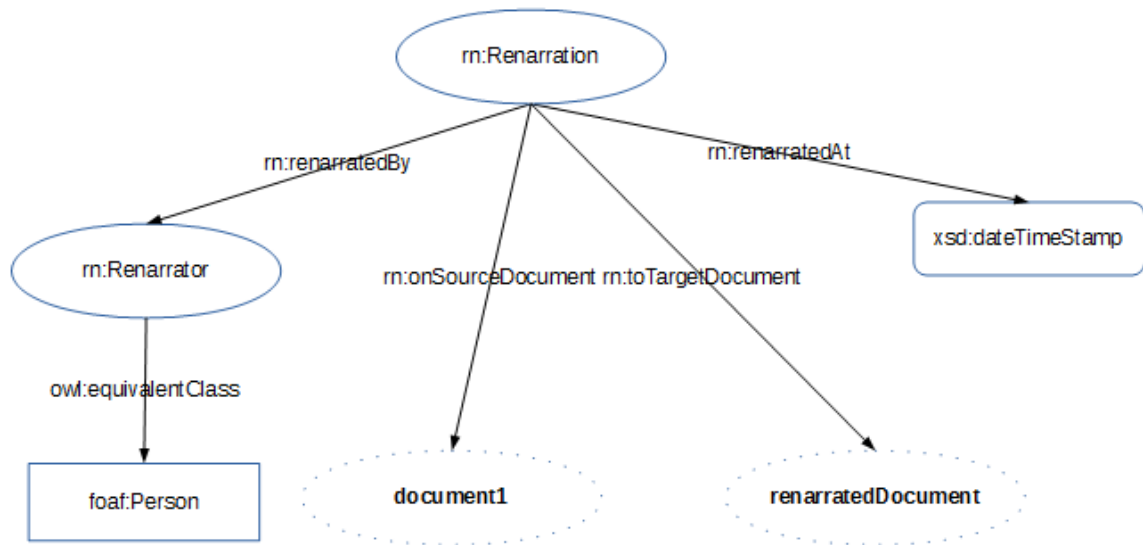 rn:Renarration
rn:renarratedBy
rn:renarratedAt
xsd:dateTimeStamp
rn:Renarrator
rn:onSourceDocument rn:toTargetDocument
owl:equivalentClass
foaf:Person
document1
renarratedDocument